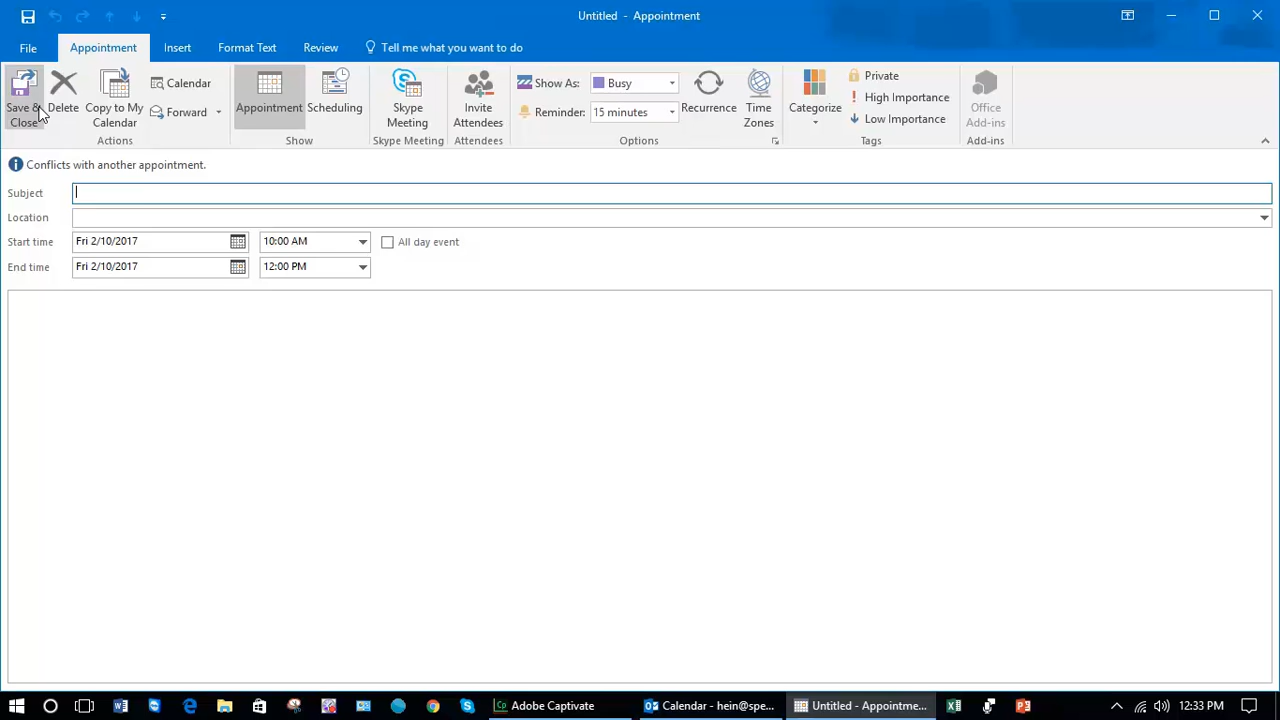 Untitled - Appointment
File Appointment Insert Format Text Review Tell me what you want to do
Save & Close Delete Copy to My Calendar Calendar Forward Appointment Scheduling Skype Meeting Invite Attendees Show As: Busy Reminder: 15 minutes Recurrence Time Zones Categorize Private High Importance Low Importance Office Add-ins
Actions Show Skype Meeting Attendees Options Tags Add-ins
Conflicts with another appointment.
Subject
Location
Start time Fri 2/10/2017 10:00 AM All day event
End time Fri 2/10/2017 12:00 PM
Adobe Captivate Calendar - hein@spe... Untitled - Appointme... 12:33 PM